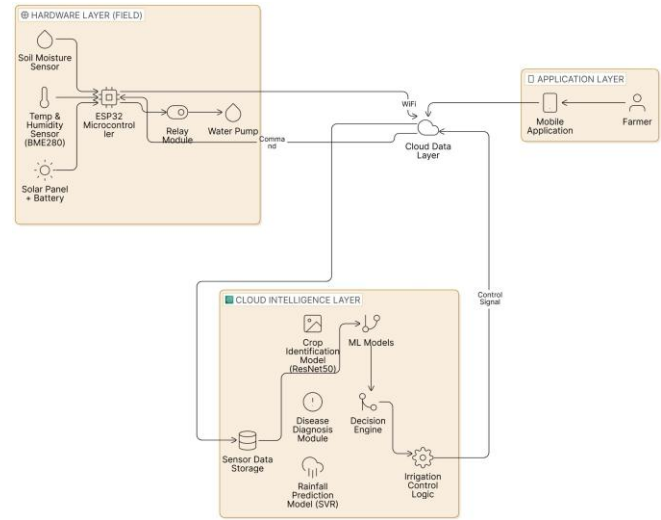 HARDWARE LAYER (FIELD)
Soil Moisture
Sensor
Temp &
Humidity
Sensor
(BME280)
ESP32
Microcontrol
ler
Relay
Module
Water Pump
Solar Panel
+ Battery
WiFi
Comma
nd
Cloud Data
Layer
APPLICATION LAYER
Mobile
Application
Farmer
Control
Signal
CLOUD INTELLIGENCE LAYER
Crop
Identification
Model
(ResNet50)
ML Models
Disease
Diagnosis
Module
Decision
Engine
Sensor Data
Storage
Rainfall
Prediction
Model (SVR)
Irrigation
Control
Logic